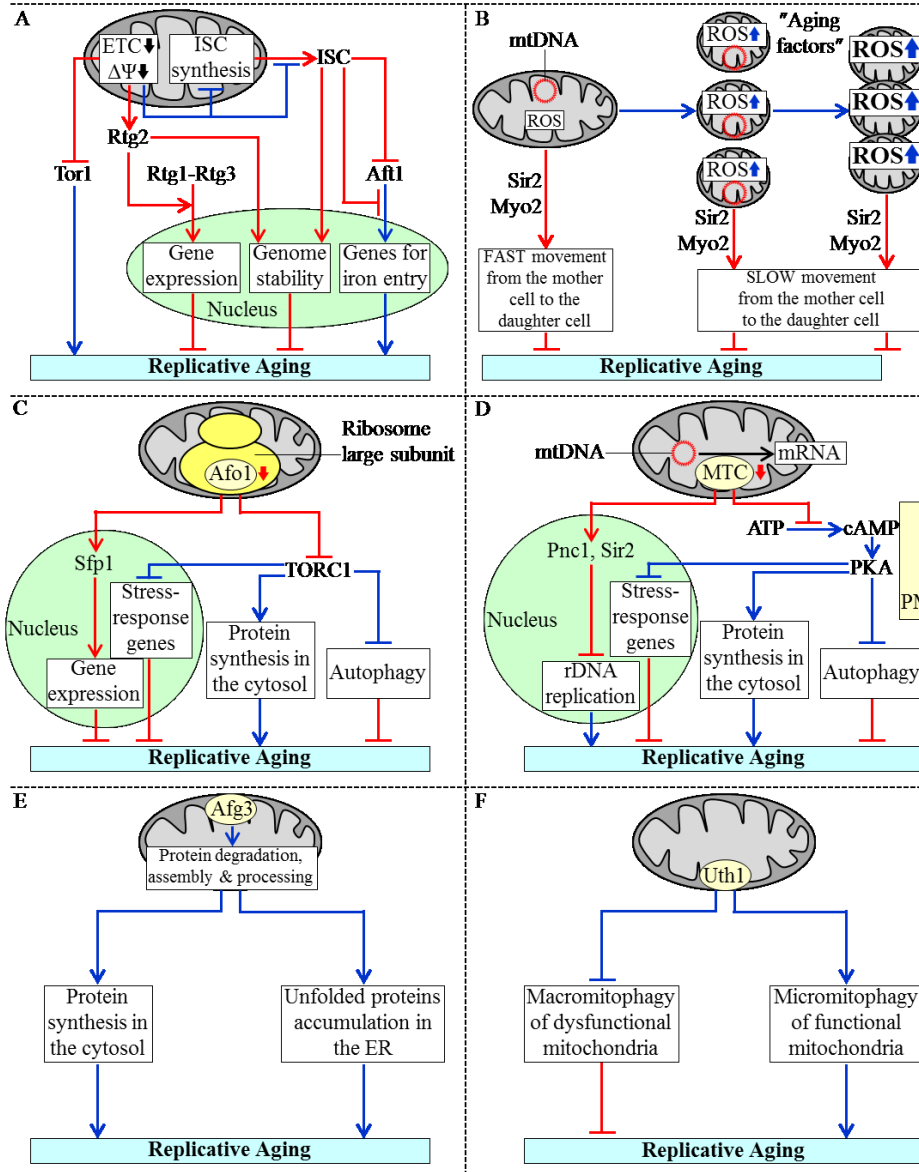 A
ETC
ΔΨ
ISC
synthesis
ISC
Rtg2
Tor1
Rtg1-Rtg3
Aft1
Gene
expression
Genome
stability
Genes for
iron entry
Nucleus
Replicative Aging
B
mtDNA
ROS
"Aging
factors"
ROS
ROS
ROS
ROS
ROS
ROS
Sir2
Myo2
Sir2
Myo2
Sir2
Myo2
FAST movement
from the mother
cell to the
daughter cell
SLOW movement
from the mother cell
to the daughter cell
Replicative Aging
C
Ribosome
large subunit
Afo1
Sfp1
TORC1
Nucleus
Stress-
response
genes
Gene
expression
Protein
synthesis in
the cytosol
Autophagy
Replicative Aging
D
mtDNA
mRNA
MTC
ATP
cAMP
PKA
PM
Pnc1, Sir2
Nucleus
Stress-
response
genes
rDNA
replication
Protein
synthesis in
the cytosol
Autophagy
Replicative Aging
E
Afg3
Protein degradation,
assembly & processing
Protein
synthesis in
the cytosol
Unfolded proteins
accumulation in
the ER
Replicative Aging
F
Uth1
Macromitophagy
of dysfunctional
mitochondria
Micromitophagy
of functional
mitochondria
Replicative Aging